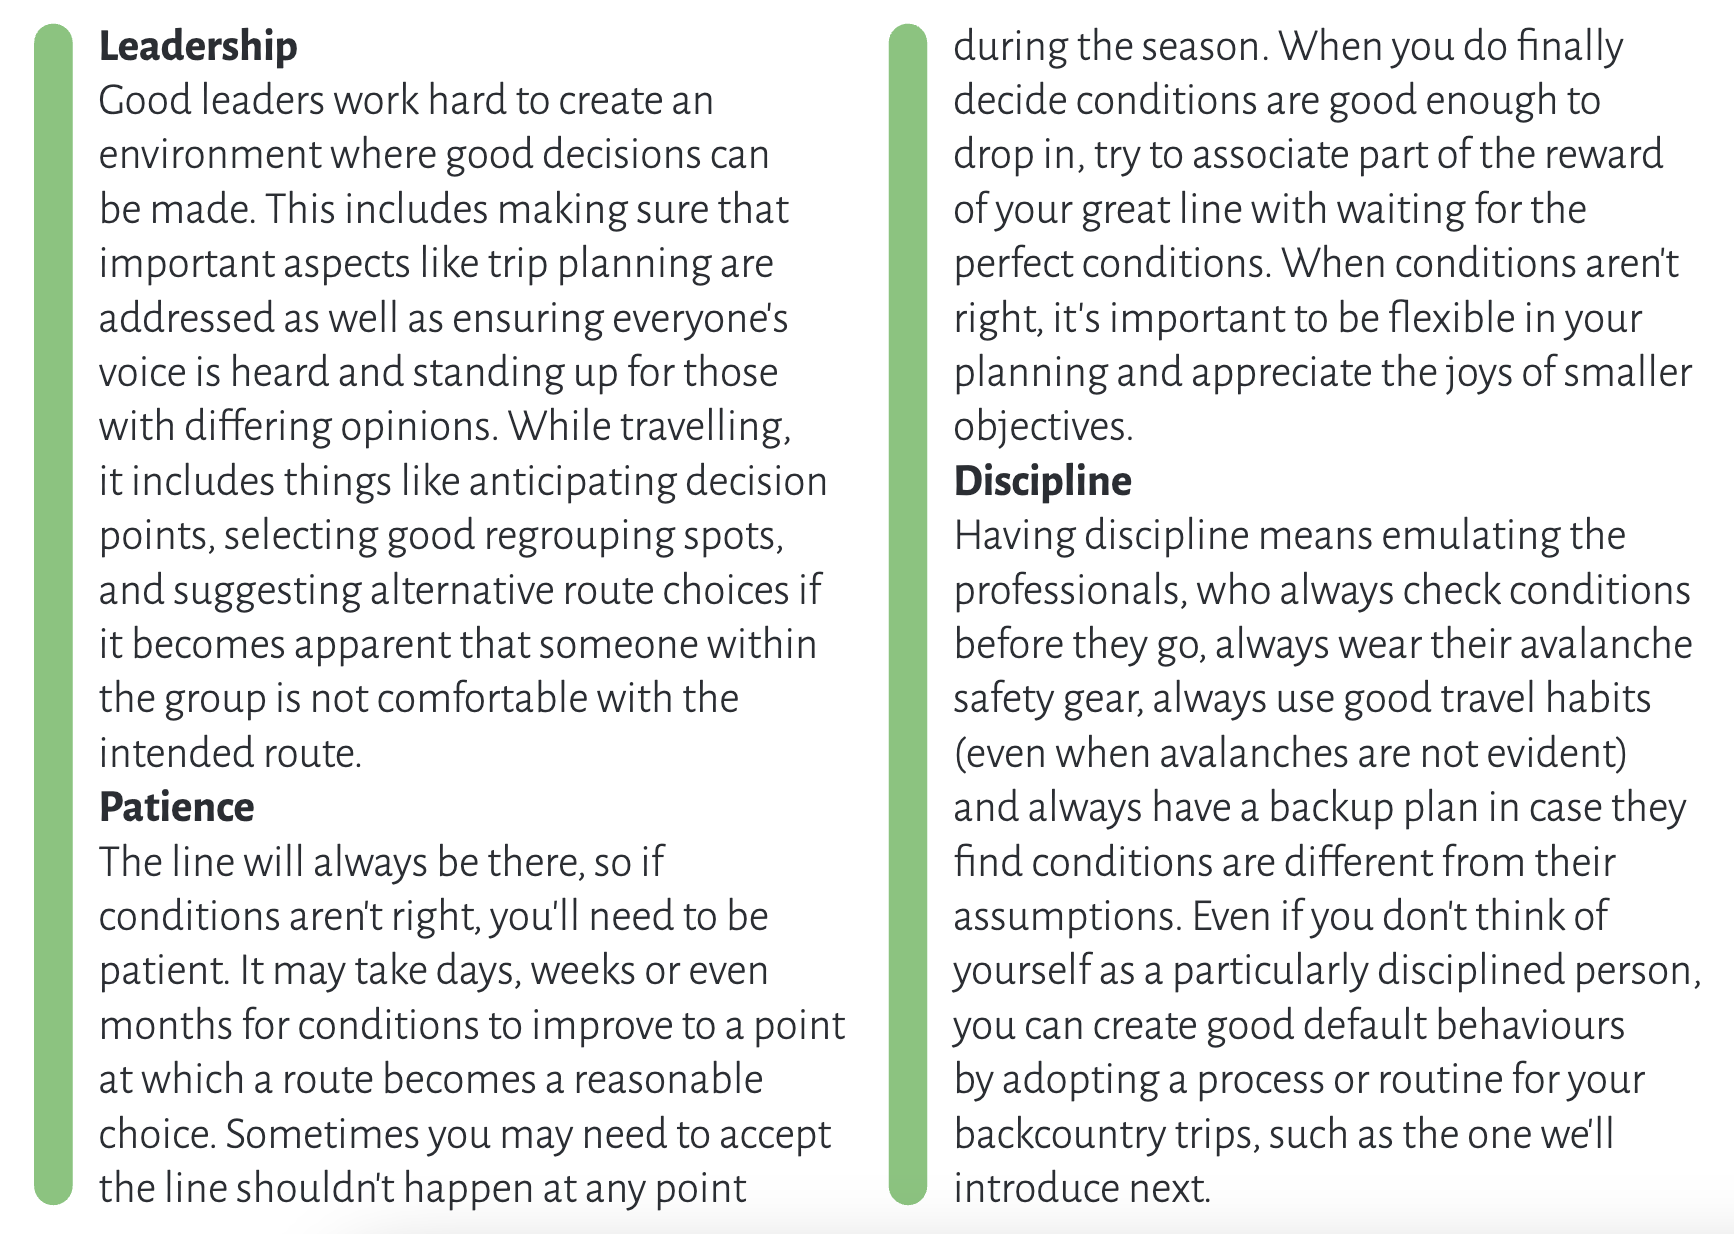 Leadership
Good leaders work hard to create an
environment where good decisions can
be made. This includes making sure that
important aspects like trip planning are
addressed as well as ensuring everyone's
voice is heard and standing up for those
with differing opinions. While travelling,
it includes things like anticipating decision
points, selecting good regrouping spots,
and suggesting alternative route choices if
it becomes apparent that someone within
the group is not comfortable with the
intended route.
Patience
The line will always be there, so if
conditions aren't right, you'll need to be
patient. It may take days, weeks or even
months for conditions to improve to a point
at which a route becomes a reasonable
choice. Sometimes you may need to accept
the line shouldn't happen at any point
during the season. When you do finally
decide conditions are good enough to
drop in, try to associate part of the reward
of your great line with waiting for the
perfect conditions. When conditions aren't
right, it's important to be flexible in your
planning and appreciate the joys of smaller
objectives.
Discipline
Having discipline means emulating the
professionals, who always check conditions
before they go, always wear their avalanche
safety gear, always use good travel habits
(even when avalanches are not evident)
and always have a backup plan in case they
find conditions are different from their
assumptions. Even if you don't think of
yourself as a particularly disciplined person,
you can create good default behaviours
by adopting a process or routine for your
backcountry trips, such as the one we'll
introduce next.